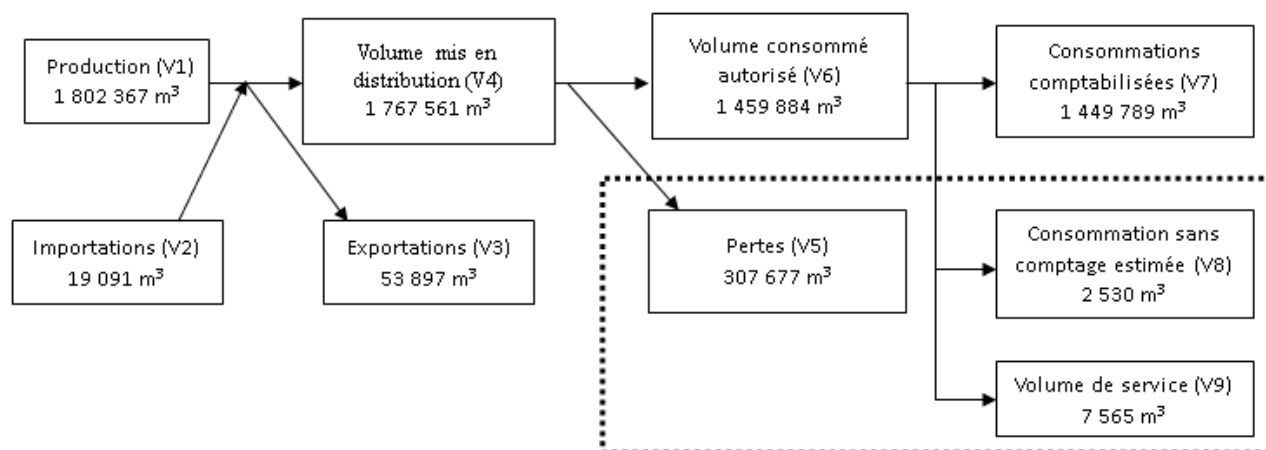 Production (V1)
1 802 367 m³
Volume mis en
distribution (V4)
1 767 561 m³
Volume consommé
autorisé (V6)
1 459 884 m³
Consommations
comptabilisées (V7)
1 449 789 m³
Importations (V2)
19 091 m³
Exportations (V3)
53 897 m³
Pertes (V5)
307 677 m³
Consommation sans
comptage estimée (V8)
2 530 m³
Volume de service (V9)
7 565 m³